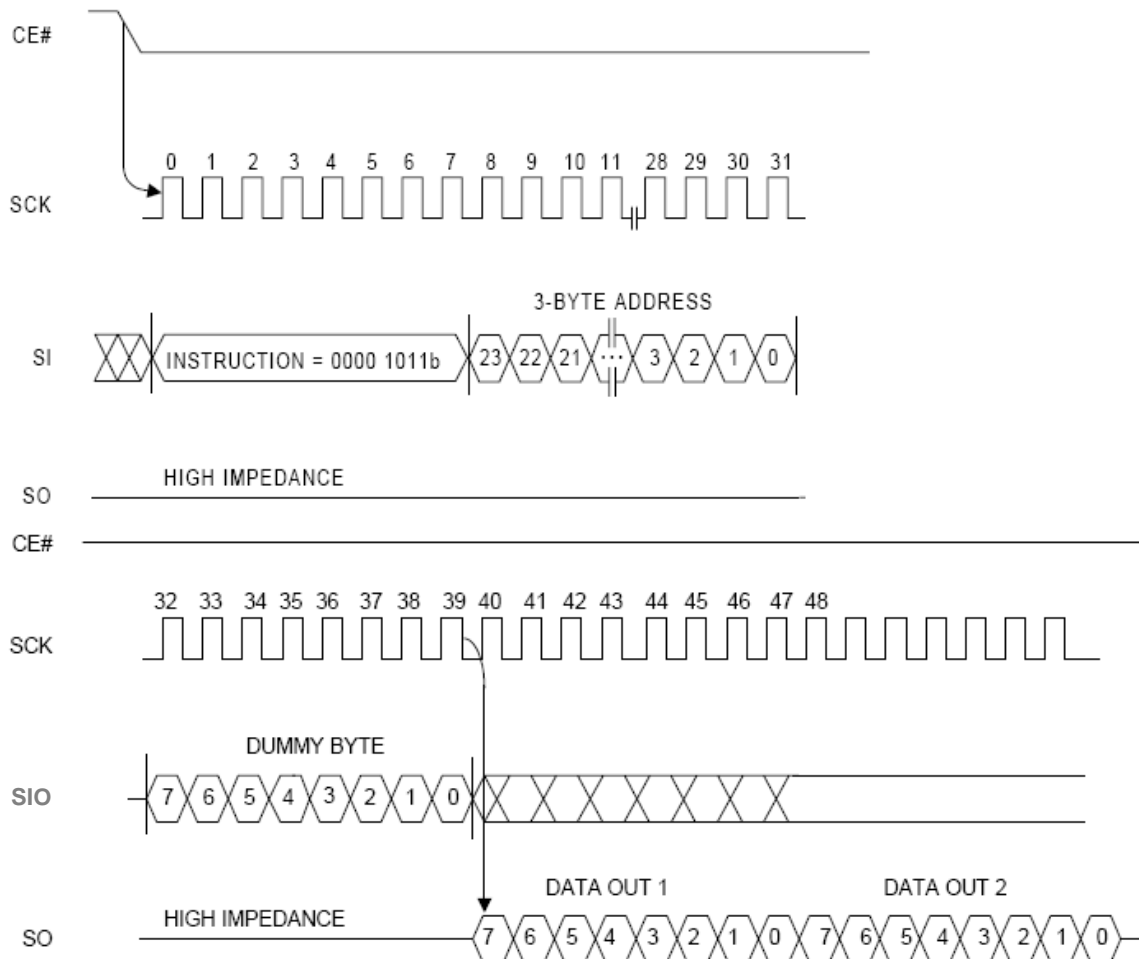 CE#
0 1 2 3 4 5 6 7 8 9 10 11 28 29 30 31
SCK
3-BYTE ADDRESS
SI INSTRUCTION = 0000 1011b 23 22 21 ... 3 2 1 0
HIGH IMPEDANCE
SO
CE#
32 33 34 35 36 37 38 39 40 41 42 43 44 45 46 47 48
SCK
DUMMY BYTE
SIO 7 6 5 4 3 2 1 0
DATA OUT 1 DATA OUT 2
HIGH IMPEDANCE
SO 7 6 5 4 3 2 1 0 7 6 5 4 3 2 1 0